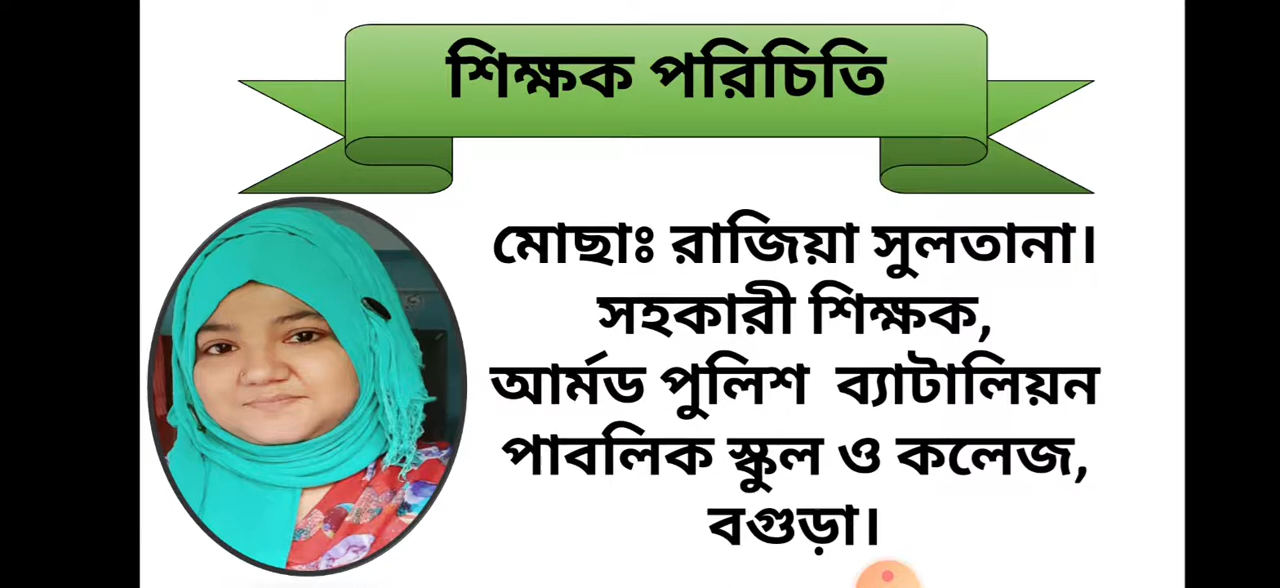 শিক্ষক পরিচিতি
মোছাঃ রাজিয়া সুলতানা।
সহকারী শিক্ষক,
আর্মড পুলিশ ব্যাটালিয়ন
পাবলিক স্কুল ও কলেজ,
বগুড়া।